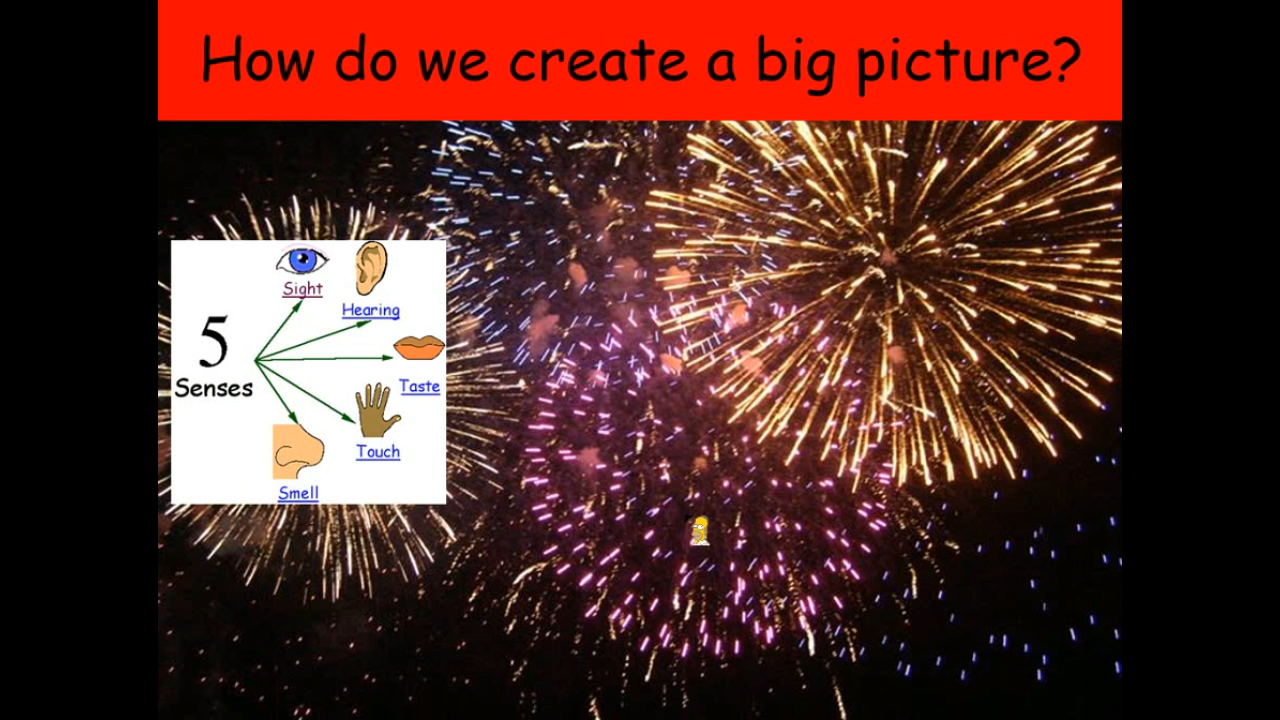 How do we create a big picture?
Sight
Hearing
5
Senses
Taste
Touch
Smell